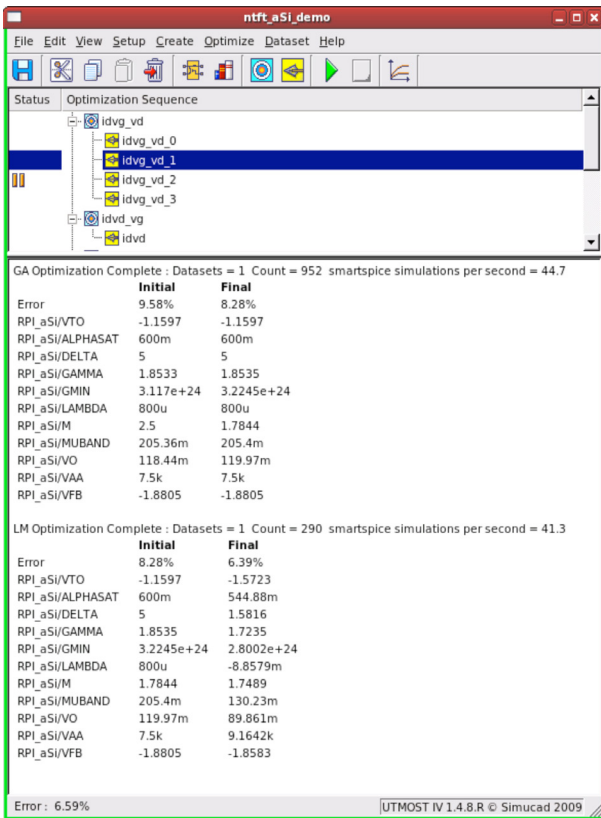 ntft_aSi_demo
File Edit View Setup Create Optimize Dataset Help
Status Optimization Sequence
idvg_vd
idvg_vd_0
idvg_vd_1
idvg_vd_2
idvg_vd_3
idvd_vg
idvd
GA Optimization Complete : Datasets = 1 Count = 952 smartspice simulations per second = 44.7
Initial Final
Error 9.58% 8.28%
RPI_aSi/VTO -1.1597 -1.1597
RPI_aSi/ALPHASAT 600m 600m
RPI_aSi/DELTA 5 5
RPI_aSi/GAMMA 1.8533 1.8535
RPI_aSi/GMIN 3.117e+24 3.2245e+24
RPI_aSi/LAMBDA 800u 800u
RPI_aSi/M 2.5 1.7844
RPI_aSi/MUBAND 205.36m 205.4m
RPI_aSi/VO 118.44m 119.97m
RPI_aSi/VAA 7.5k 7.5k
RPI_aSi/VFB -1.8805 -1.8805
LM Optimization Complete : Datasets = 1 Count = 290 smartspice simulations per second = 41.3
Initial Final
Error 8.28% 6.39%
RPI_aSi/VTO -1.1597 -1.5723
RPI_aSi/ALPHASAT 600m 544.88m
RPI_aSi/DELTA 5 1.5816
RPI_aSi/GAMMA 1.8535 1.7235
RPI_aSi/GMIN 3.2245e+24 2.8002e+24
RPI_aSi/LAMBDA 800u -8.8579m
RPI_aSi/M 1.7844 1.7489
RPI_aSi/MUBAND 205.4m 130.23m
RPI_aSi/VO 119.97m 89.861m
RPI_aSi/VAA 7.5k 9.1642k
RPI_aSi/VFB -1.8805 -1.8583
Error : 6.59% UTMOST IV 1.4.8.R © Simucad 2009